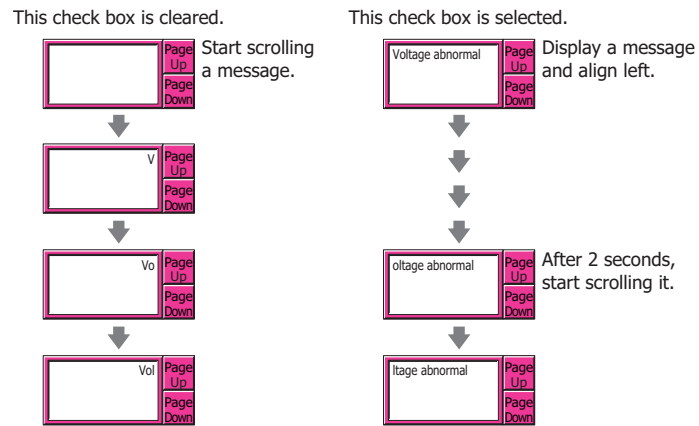 This check box is cleared.
Page
Up
Page
Down
Start scrolling
a message.
V
Page
Up
Page
Down
Vo
Page
Up
Page
Down
Vol
Page
Up
Page
Down
This check box is selected.
Voltage abnormal
Page
Up
Page
Down
Display a message
and align left.
oltage abnormal
Page
Up
Page
Down
After 2 seconds,
start scrolling it.
ltage abnormal
Page
Up
Page
Down